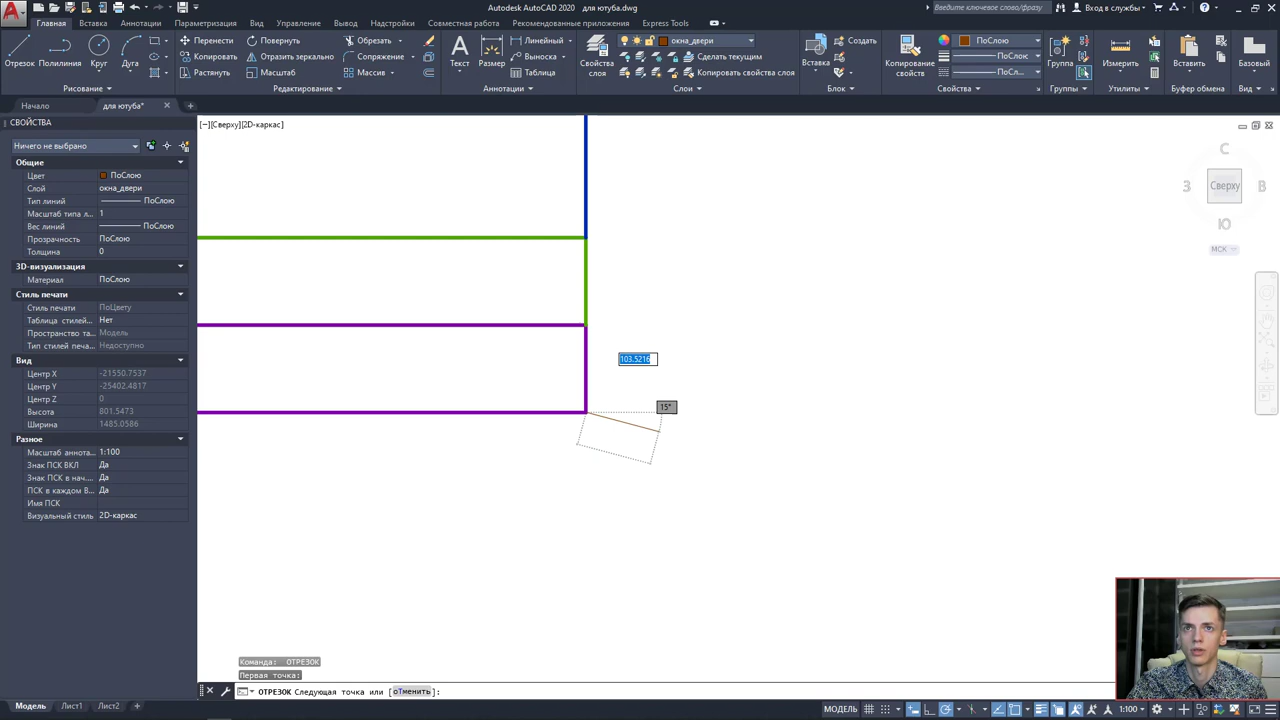 Autodesk AutoCAD 2020 для ютуба.dwg
Введите ключевое слово/фразу
Вход в службы
Главная Вставка Аннотации Параметризация Вид Управление Вывод Надстройки Совместная работа Рекомендованные приложения Express Tools
Отрезок Полилиния Круг Дуга
Перенести Повернуть Обрезать
Копировать Отразить зеркально Сопряжение
Растянуть Масштаб Массив
Текст Размер
Линейный
Выноска
Таблица
Свойства слоя
окна_двери
Сделать текущим
Копировать свойства слоя
Вставка
Создать
Копирование свойств
ПоСлою
ПоСлою
ПоСл...
Группа Измерить Вставить Базовый
Рисование Редактирование Аннотации Слои Блок Свойства Группы Утилиты Буфер обмена Вид
Начало для ютуба*
СВОЙСТВА
[−][Сверху][2D-каркас]
Ничего не выбрано
Общие
Цвет ПоСлою
Слой окна_двери
Тип линий ПоСлою
Масштаб типа л... 1
Вес линий ПоСлою
Прозрачность ПоСлою
Толщина 0
3D-визуализация
Материал ПоСлою
Стиль печати
Стиль печати ПоЦвету
Таблица стилей... Нет
Пространство та... Модель
Тип стилей печа... Недоступно
Вид
Центр X -21550.7537
Центр Y -25402.4817
Центр Z 0
Высота 801.5473
Ширина 1485.0586
Разное
Масштаб аннота... 1:100
Знак ПСК ВКЛ Да
Знак ПСК в нач.... Да
ПСК в каждом В... Да
Имя ПСК
Визуальный стиль 2D-каркас
С
З Сверху В
Ю
МСК
103.5216
15°
Команда: ОТРЕЗОК
Первая точка:
ОТРЕЗОК Следующая точка или [оТменить]:
Модель Лист1 Лист2
МОДЕЛЬ
1:100